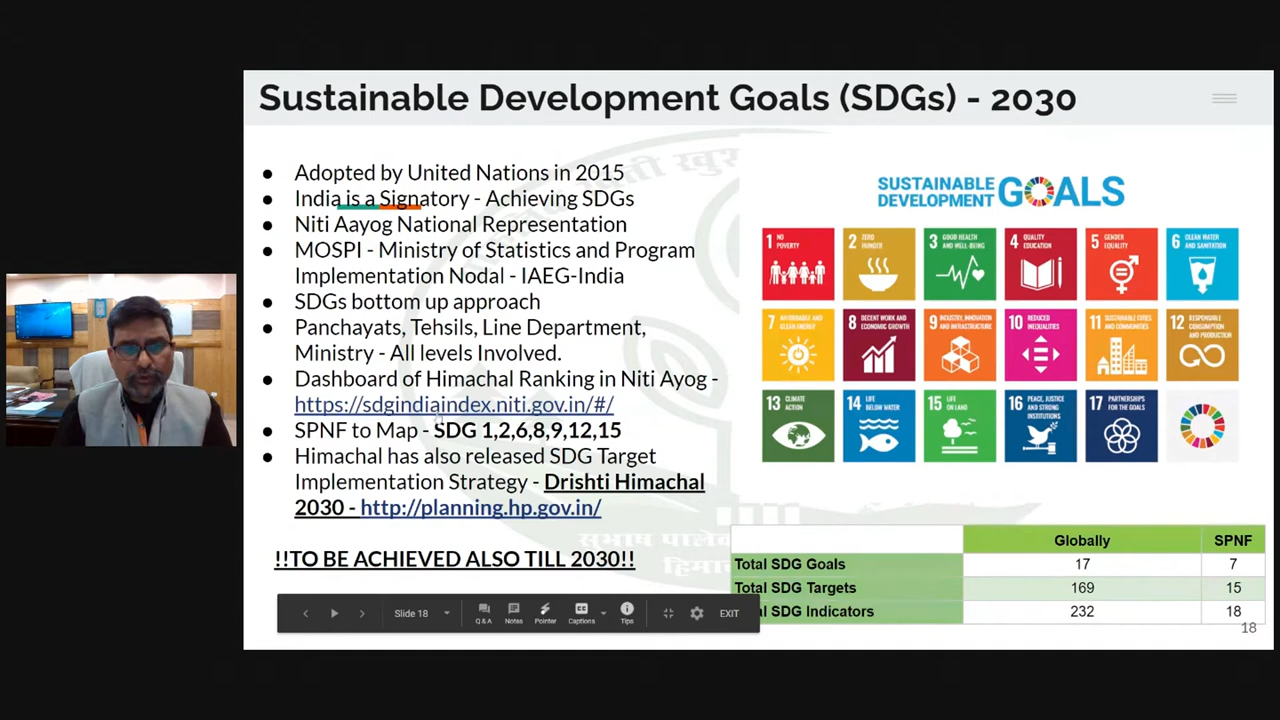 Sustainable Development Goals (SDGs) - 2030
● Adopted by United Nations in 2015
● India is a Signatory - Achieving SDGs
● Niti Aayog National Representation
● MOSPI - Ministry of Statistics and Program
Implementation Nodal - IAEG-India
● SDGs bottom up approach
● Panchayats, Tehsils, Line Department,
Ministry - All levels Involved.
● Dashboard of Himachal Ranking in Niti Ayog -
https://sdgindiaindex.niti.gov.in/#/
● SPNF to Map - SDG 1,2,6,8,9,12,15
● Himachal has also released SDG Target
Implementation Strategy - Drishti Himachal
2030 - http://planning.hp.gov.in/
!!TO BE ACHIEVED ALSO TILL 2030!!
SUSTAINABLE
DEVELOPMENT GOALS
1 NO
POVERTY
2 ZERO
HUNGER
3 GOOD HEALTH
AND WELL-BEING
4 QUALITY
EDUCATION
5 GENDER
EQUALITY
6 CLEAN WATER
AND SANITATION
7 AFFORDABLE AND
CLEAN ENERGY
8 DECENT WORK AND
ECONOMIC GROWTH
9 INDUSTRY, INNOVATION
AND INFRASTRUCTURE
10 REDUCED
INEQUALITIES
11 SUSTAINABLE CITIES
AND COMMUNITIES
12 RESPONSIBLE
CONSUMPTION
AND PRODUCTION
13 CLIMATE
ACTION
14 LIFE
BELOW WATER
15 LIFE
ON LAND
16 PEACE, JUSTICE
AND STRONG
INSTITUTIONS
17 PARTNERSHIPS
FOR THE GOALS
Globally SPNF
Total SDG Goals 17 7
Total SDG Targets 169 15
SDG Indicators 232 18
18
Slide 18 Q & A Notes Pointer Captions Tips EXIT